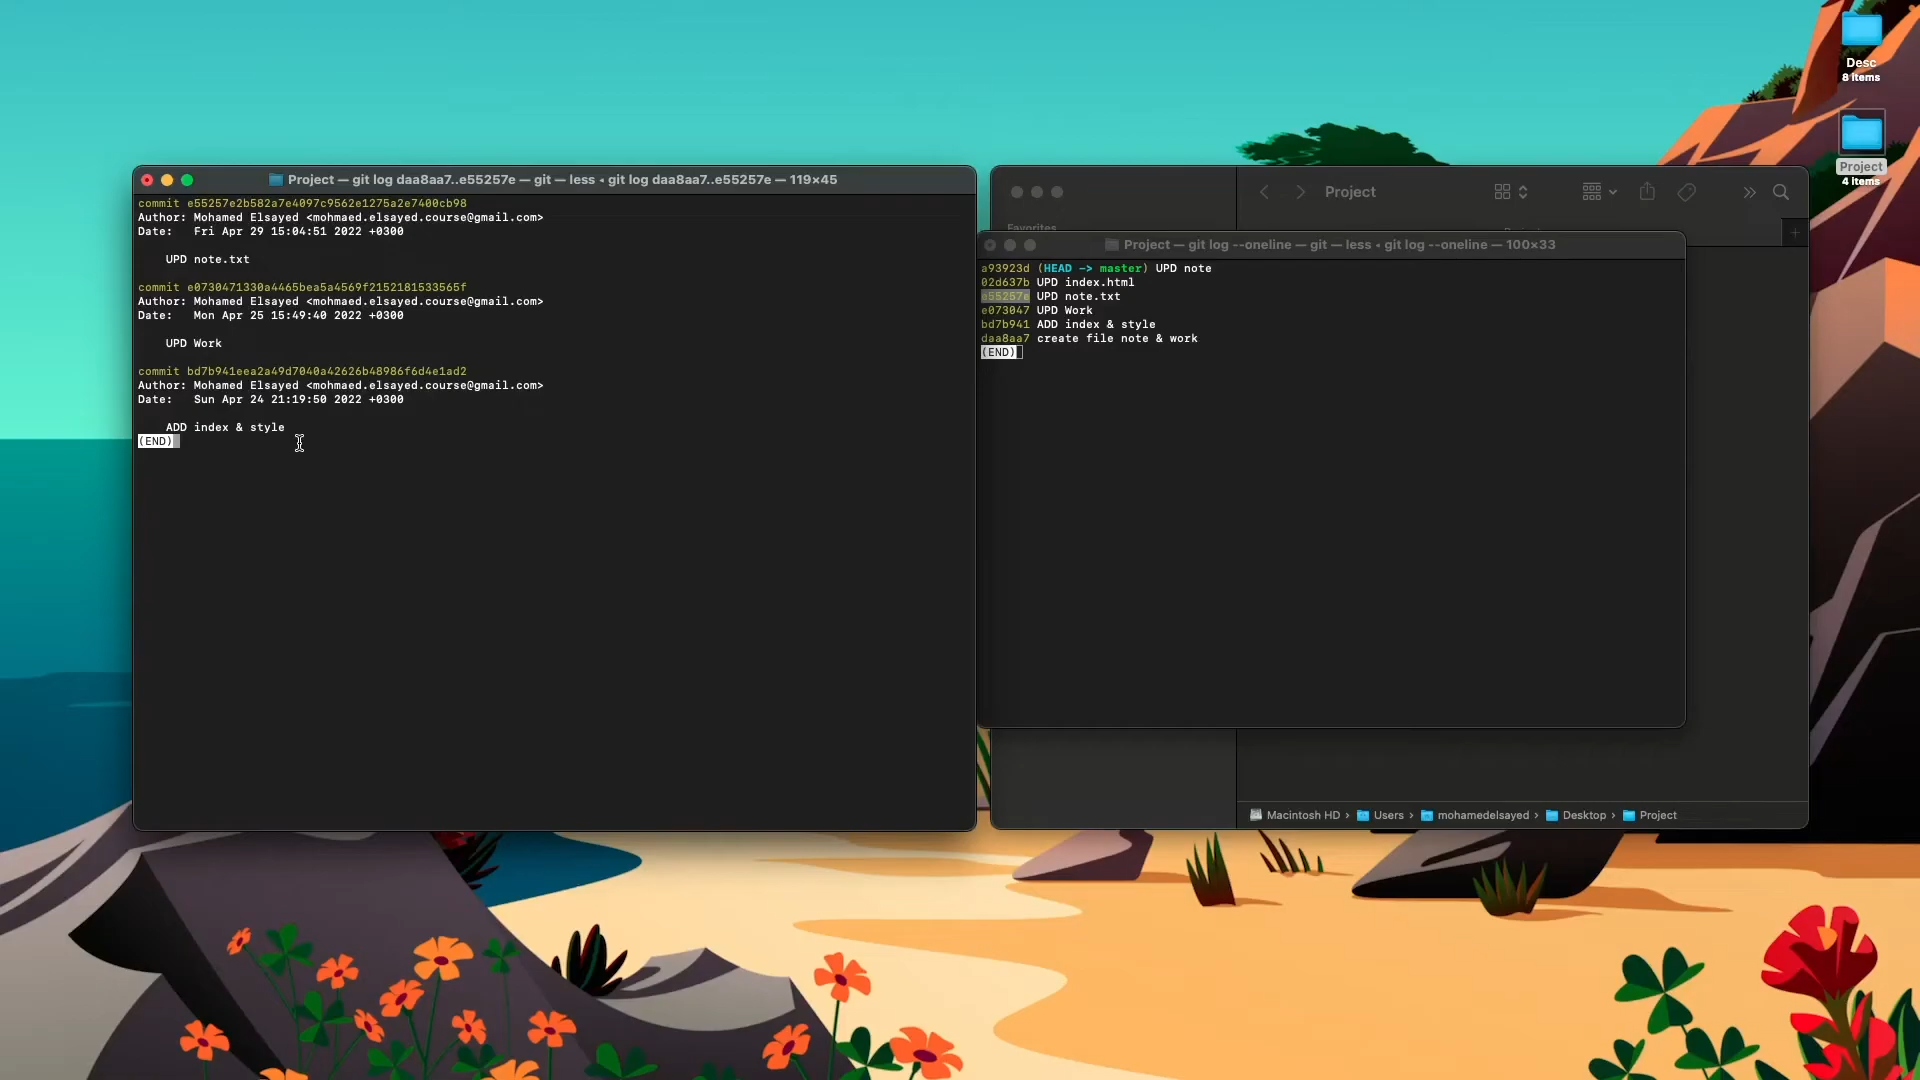 Desc
8 items
Project
4 items
Project — git log daa8aa7..e55257e — git — less ◂ git log daa8aa7..e55257e — 119×45
commit e55257e2b582a7e4097c9562e1275a2e7400cb98
Author: Mohamed Elsayed <mohmaed.elsayed.course@gmail.com>
Date:   Fri Apr 29 15:04:51 2022 +0300
UPD note.txt
commit e0730471330a4465bea5a4569f2152181533565f
Author: Mohamed Elsayed <mohmaed.elsayed.course@gmail.com>
Date:   Mon Apr 25 15:49:40 2022 +0300
UPD Work
commit bd7b941eea2a49d7040a42626b48986f6d4e1ad2
Author: Mohamed Elsayed <mohmaed.elsayed.course@gmail.com>
Date:   Sun Apr 24 21:19:50 2022 +0300
ADD index & style
(END)
Project
Favorites
Project — git log --oneline — git — less ◂ git log --oneline — 100×33
a93923d (HEAD -> master) UPD note
02d637b UPD index.html
e55257e UPD note.txt
e073047 UPD Work
bd7b941 ADD index & style
daa8aa7 create file note & work
(END)
Macintosh HD › Users › mohamedelsayed › Desktop › Project